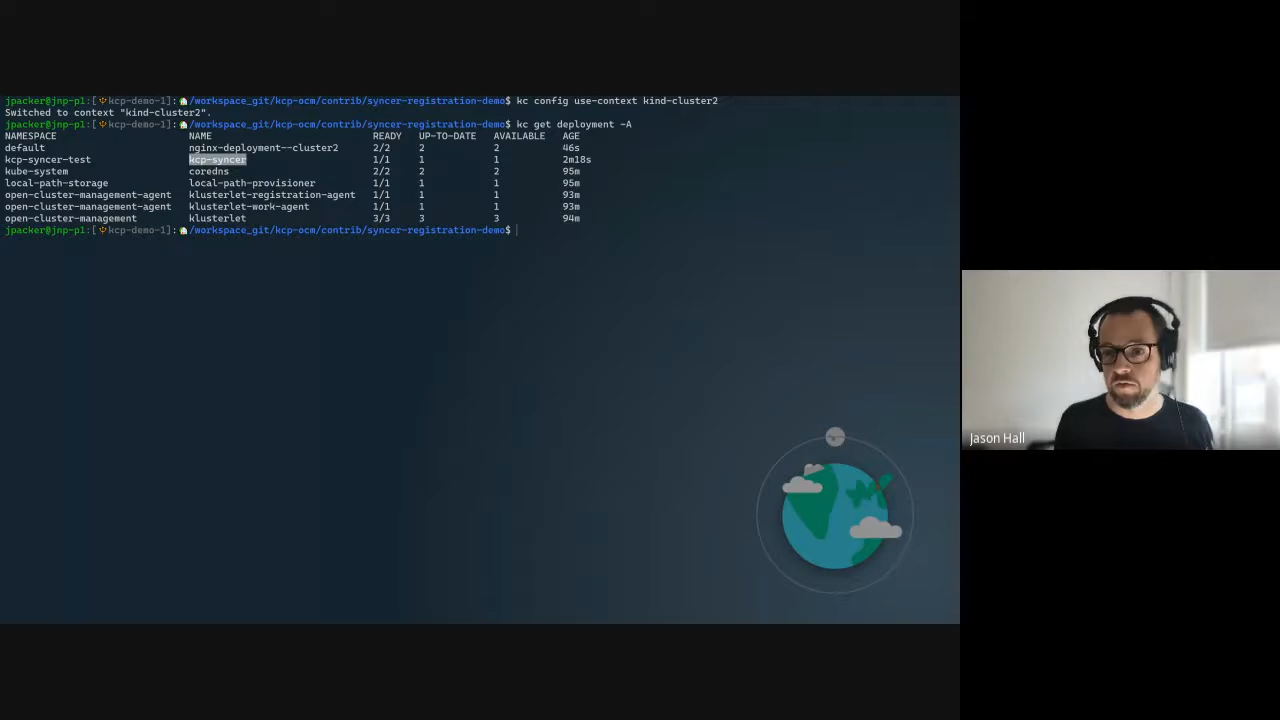 jpacker@jnp-p1:[ kcp-demo-1]: /workspace_git/kcp-ocm/contrib/syncer-registration-demo$ kc config use-context kind-cluster2
Switched to context "kind-cluster2".
jpacker@jnp-p1:[ kcp-demo-1]: /workspace_git/kcp-ocm/contrib/syncer-registration-demo$ kc get deployment -A
NAMESPACE NAME READY UP-TO-DATE AVAILABLE AGE
default nginx-deployment--cluster2 2/2 2 2 46s
kcp-syncer-test kcp-syncer 1/1 1 1 2m18s
kube-system coredns 2/2 2 2 95m
local-path-storage local-path-provisioner 1/1 1 1 95m
open-cluster-management-agent klusterlet-registration-agent 1/1 1 1 93m
open-cluster-management-agent klusterlet-work-agent 1/1 1 1 93m
open-cluster-management klusterlet 3/3 3 3 94m
jpacker@jnp-p1:[ kcp-demo-1]: /workspace_git/kcp-ocm/contrib/syncer-registration-demo$
Jason Hall